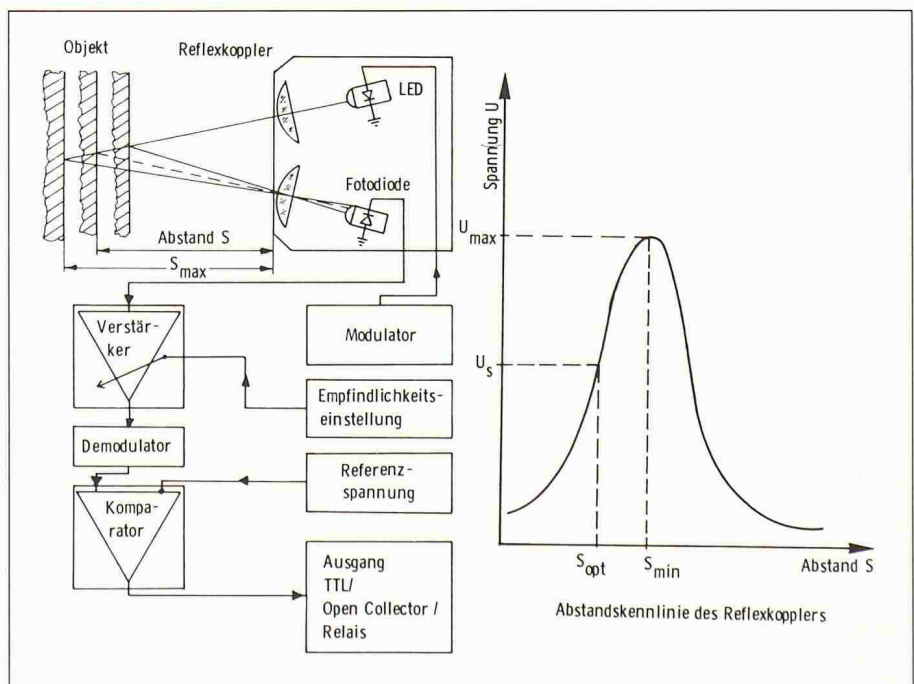 Objekt
Reflexkoppler
LED
Fotodiode
Abstand S
S max
Verstär-
ker
Modulator
Empfindlichkeits-
einstellung
Demodulator
Referenz-
spannung
Kompa-
rator
Ausgang
TTL/
Open Collector /
Relais
Spannung U
U max
U s
S opt
S min
Abstand S
Abstandskennlinie des Reflexkopplers